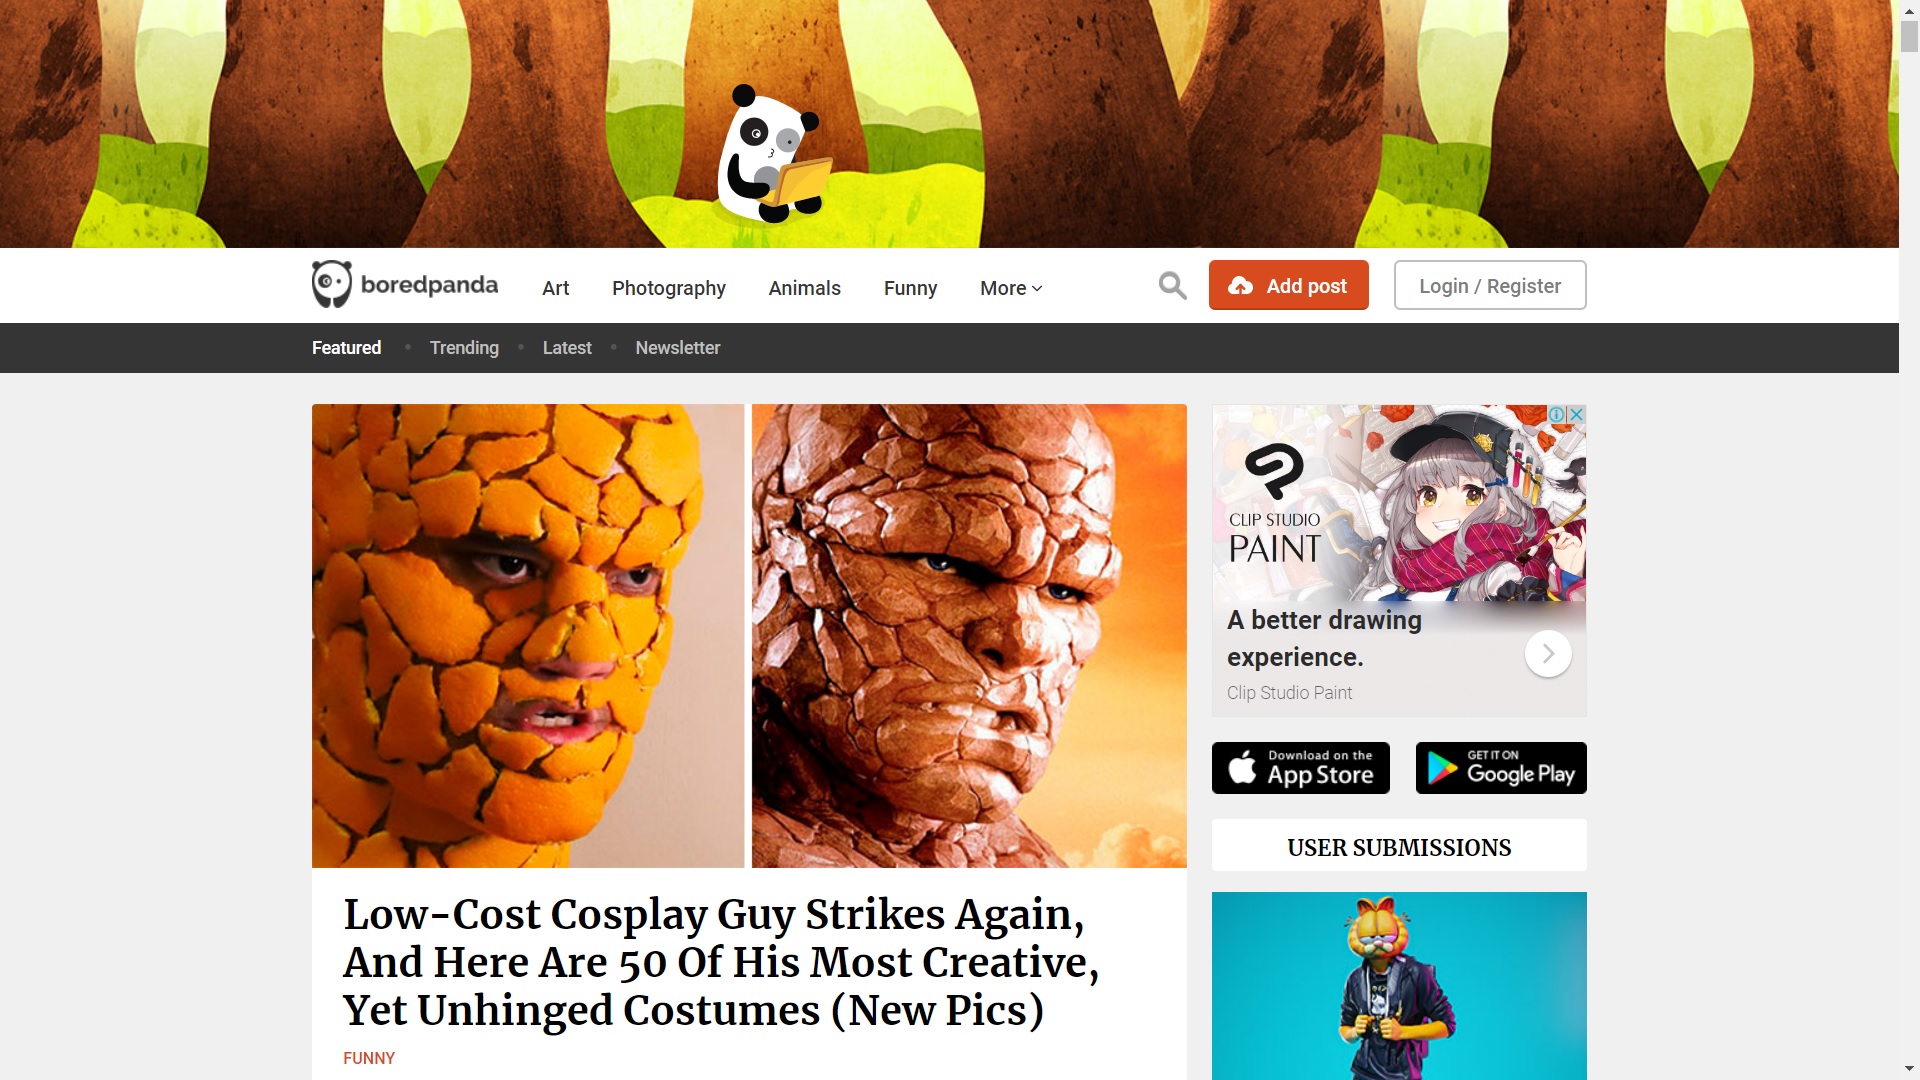 boredpanda
Art
Photography
Animals
Funny
More
Add post
Login / Register
Featured
Trending
Latest
Newsletter
CLIP STUDIO
PAINT
A better drawing
experience.
Clip Studio Paint
Download on the
App Store
GET IT ON
Google Play
USER SUBMISSIONS
Low-Cost Cosplay Guy Strikes Again,
And Here Are 50 Of His Most Creative,
Yet Unhinged Costumes (New Pics)
FUNNY